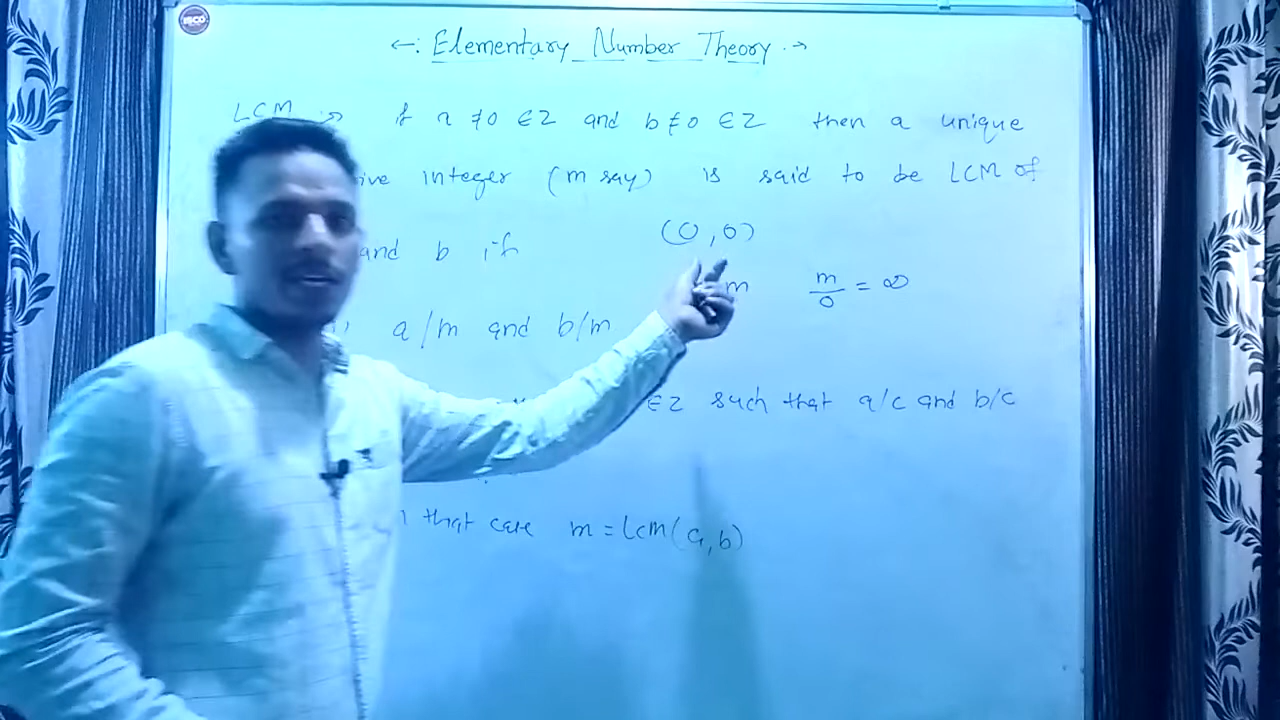 ←: Elementary Number Theory :→
LCM → If a ≠0 ∈Z and b ≠0 ∈Z then a unique
ive integer (m say) is said to be LCM of
and b if (0,0)
m m/0 = ∞
a/m and b/m
∈Z such that a/c and b/c
that case m = Lcm(a,b)